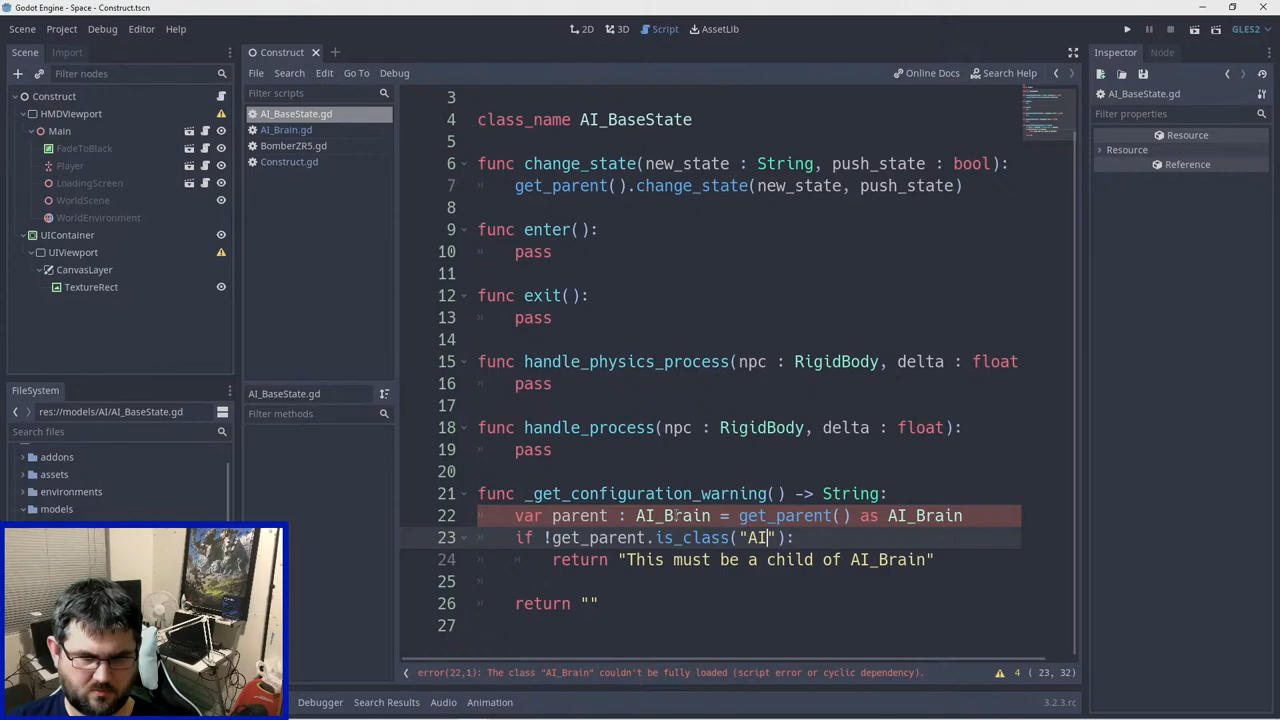 Godot Engine - Space - Construct.tscn
Scene Project Debug Editor Help
2D 3D Script AssetLib
GLES2
Scene Import
Construct
Inspector Node
Filter nodes
File Search Edit Go To Debug
Online Docs Search Help
Construct
Filter scripts
AI_BaseState.gd
HMDViewport
AI_BaseState.gd
Filter properties
Main
AI_Brain.gd
Resource
FadeToBlack
BomberZR5.gd
Resource
Player
Construct.gd
Reference
LoadingScreen
WorldScene
WorldEnvironment
UIContainer
UIViewport
CanvasLayer
TextureRect
3
4 class_name AI_BaseState
5
6 func change_state(new_state : String, push_state : bool):
7 get_parent().change_state(new_state, push_state)
8
9 func enter():
10 pass
11
12 func exit():
13 pass
14
15 func handle_physics_process(npc : RigidBody, delta : float
16 pass
17
18 func handle_process(npc : RigidBody, delta : float):
19 pass
20
21 func _get_configuration_warning() -> String:
22 var parent : AI_Brain = get_parent() as AI_Brain
23 if !get_parent.is_class("AI"):
24 return "This must be a child of AI_Brain"
25
26 return ""
27
FileSystem
AI_BaseState.gd
res://models/AI/AI_BaseState.gd
Filter methods
Search files
addons
assets
environments
models
error(22,1): The class "AI_Brain" couldn't be fully loaded (script error or cyclic dependency).
4 ( 23, 32)
Debugger Search Results Audio Animation
3.2.3.rc